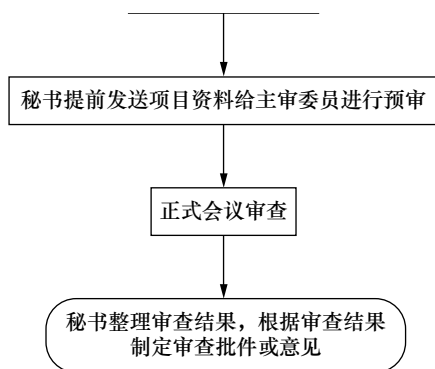 秘书提前发送项目资料给主审委员进行预审
正式会议审查
秘书整理审查结果，根据审查结果
制定审查批件或意见